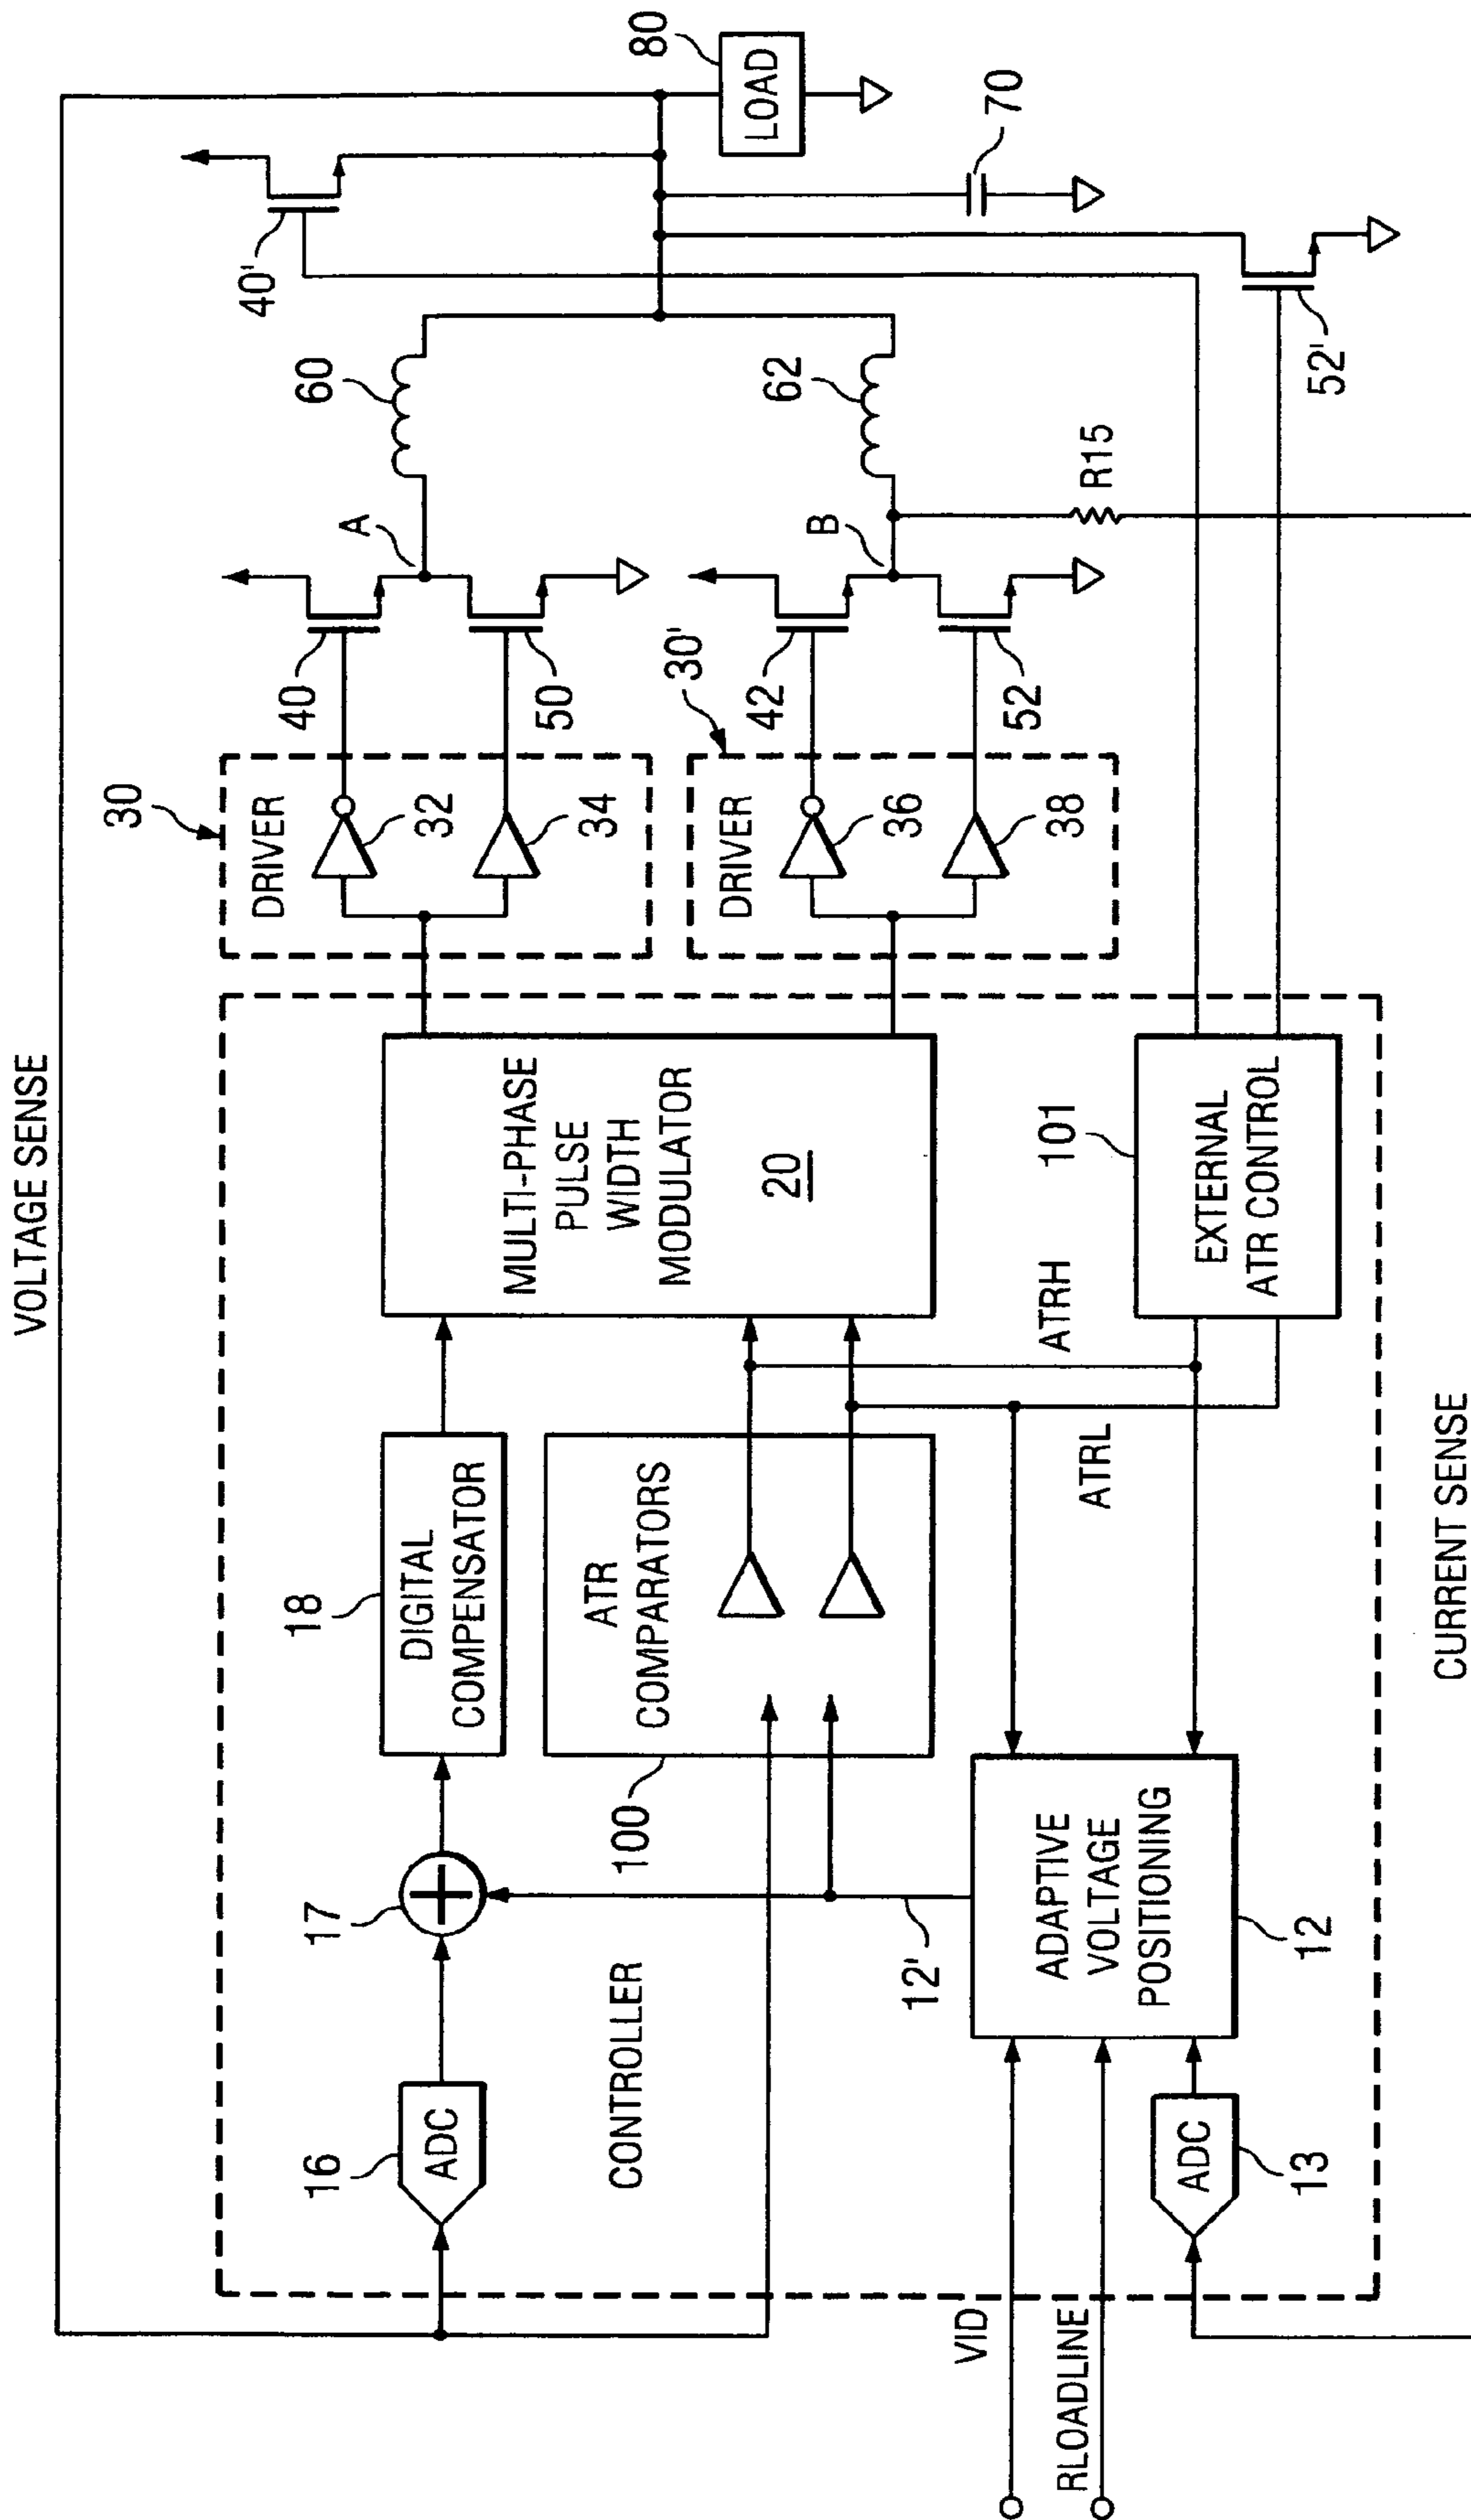 VOLTAGE SENSE
30
DRIVER
32
34
30'
DRIVER
36
38
40
50
42
52
A
B
60
62
40'
80
LOAD
70
52'
R15
16
ADC
17
18
DIGITAL
COMPENSATOR
MULTI-PHASE
PULSE
WIDTH
MODULATOR
20
ATR
COMPARATORS
100
CONTROLLER
ATRH
ATRL
101
EXTERNAL
ATR CONTROL
12'
ADAPTIVE
VOLTAGE
POSITIONING
12
VID
RLOADLINE
ADC
13
CURRENT SENSE